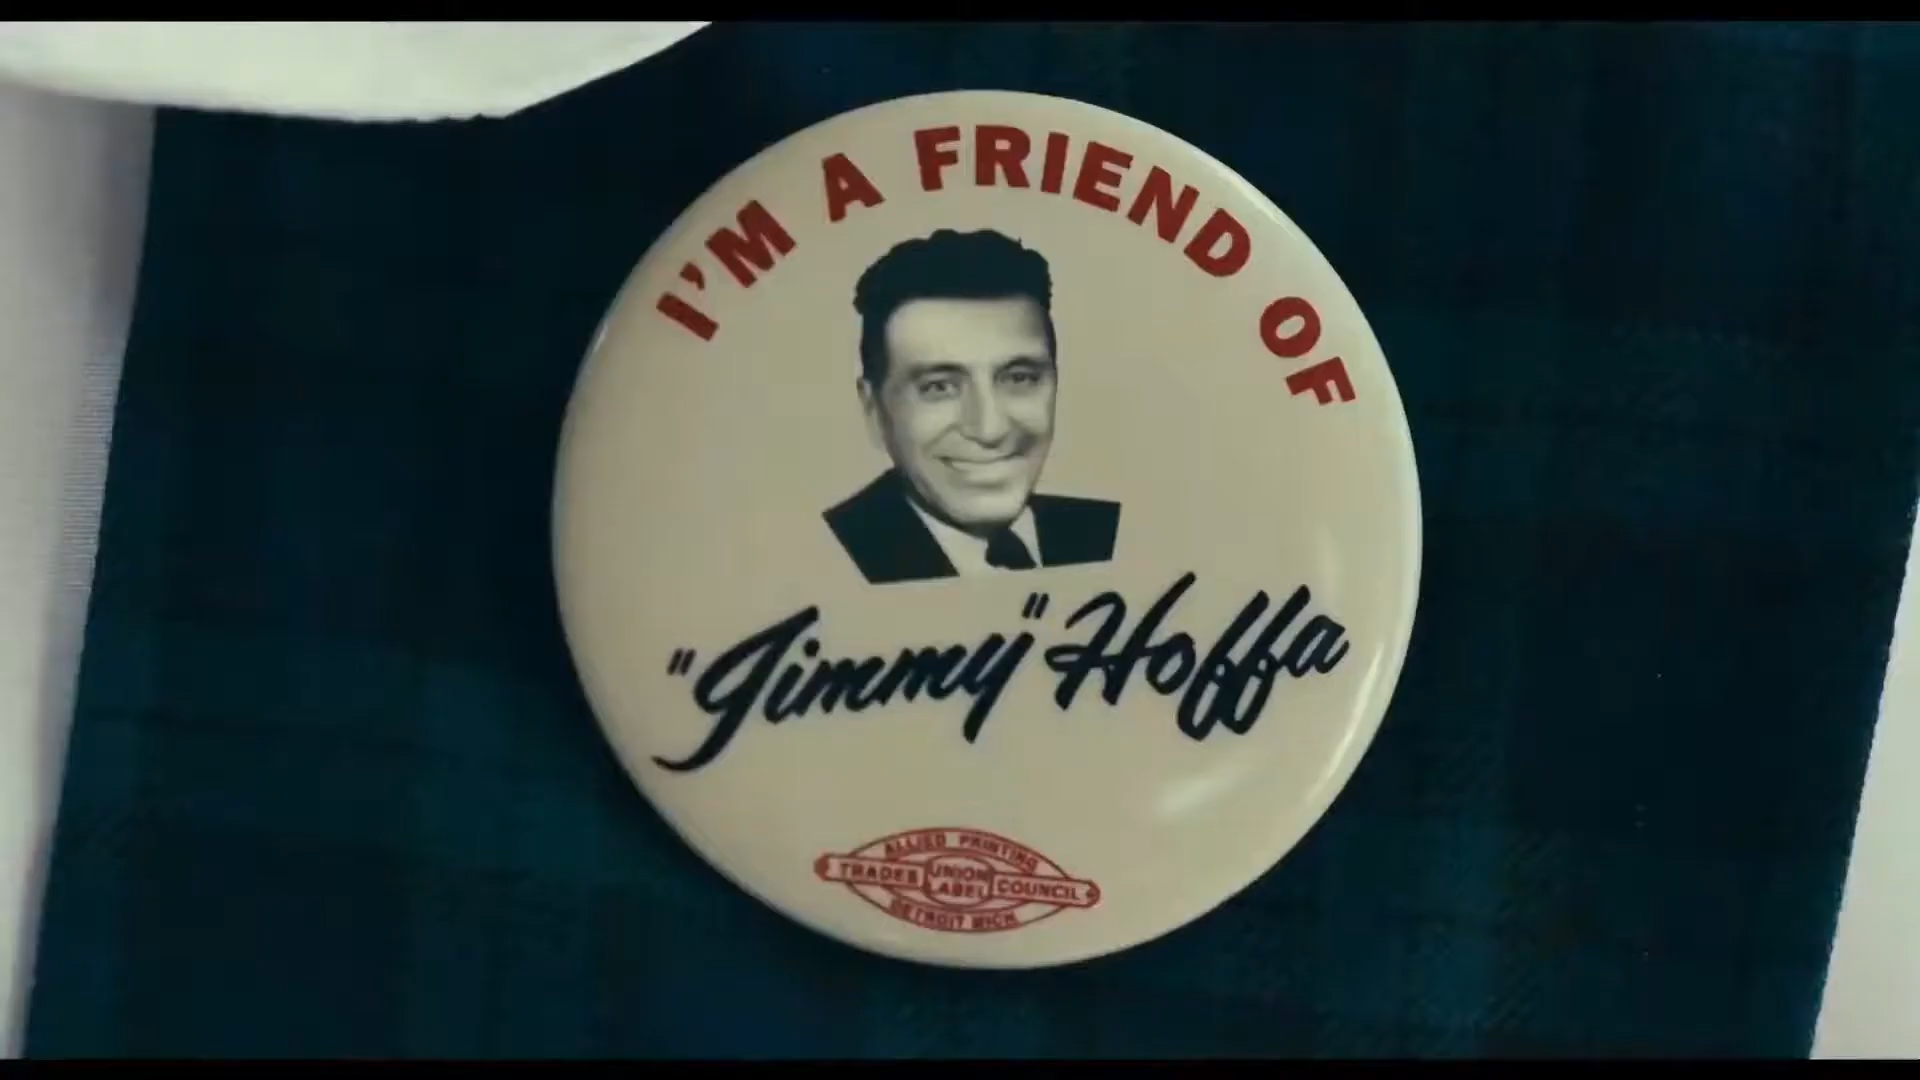 I'M A FRIEND OF
"Jimmy" Hoffa
ALLIED PRINTING
TRADES UNION LABEL COUNCIL
DETROIT MICH.